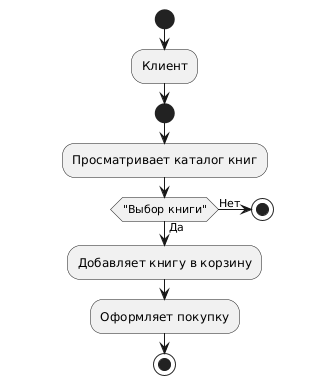 Клиент
Просматривает каталог книг
"Выбор книги"
Нет
Да
Добавляет книгу в корзину
Оформляет покупку